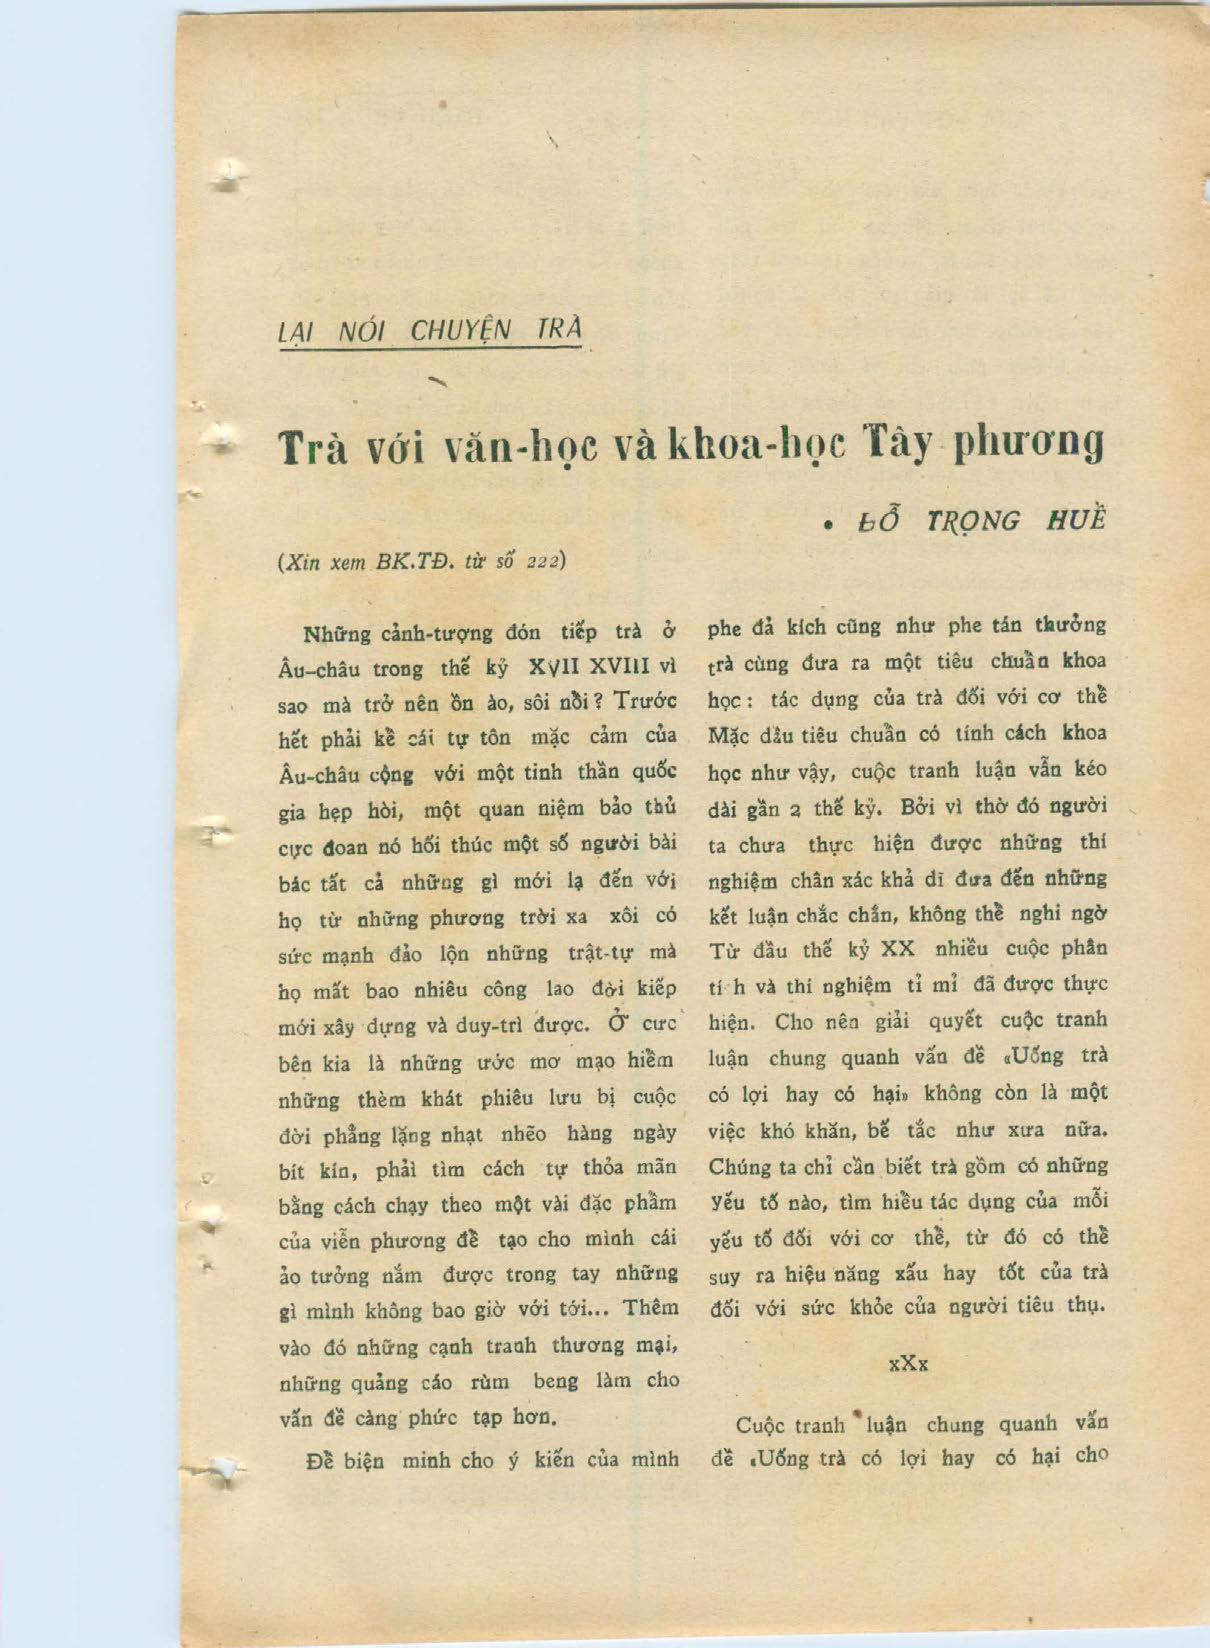 LẠI NÓI CHUYỆN TRÀ
Trà với văn-học và khoa-học Tây phương
• ĐỖ TRỌNG HUỀ
(Xin xem BK.TĐ. từ số 222)
Những cảnh-tượng đón tiếp trà ở
Âu-châu trong thế kỷ XVII XVIII vì
sao mà trở nên ồn ào, sôi nổi? Trước
hết phải kể cái tự tôn mặc cảm của
Âu-châu cộng với một tinh thần quốc
gia hẹp hòi, một quan niệm bảo thủ
cực đoan nó hối thúc một số người bài
bác tất cả những gì mới lạ đến với
họ từ những phương trời xa xôi có
sức mạnh đảo lộn những trật-tự mà
họ mất bao nhiêu công lao đời kiếp
mới xây dựng và duy-trì được. Ở cực
bên kia là những ước mơ mạo hiểm
những thèm khát phiêu lưu bị cuộc
đời phẳng lặng nhạt nhẽo hàng ngày
bít kín, phải tìm cách tự thỏa mãn
bằng cách chạy theo một vài đặc phẩm
của viễn phương để tạo cho mình cái
ảo tưởng nắm được trong tay những
gì mình không bao giờ với tới... Thêm
vào đó những cạnh tranh thương mại,
những quảng cáo rùm beng làm cho
vấn đề càng phức tạp hơn.
Để biện minh cho ý kiến của mình
phe đả kích cũng như phe tán thưởng
trà cùng đưa ra một tiêu chuẩn khoa
học : tác dụng của trà đối với cơ thể
Mặc dầu tiêu chuẩn có tính cách khoa
học như vậy, cuộc tranh luận vẫn kéo
dài gần 2 thế kỷ. Bởi vì thờ đó người
ta chưa thực hiện được những thí
nghiệm chân xác khả dĩ đưa đến những
kết luận chắc chắn, không thể nghi ngờ
Từ đầu thế kỷ XX nhiều cuộc phân
tí h và thí nghiệm tỉ mỉ đã được thực
hiện. Cho nên giải quyết cuộc tranh
luận chung quanh vấn đề «Uống trà
có lợi hay có hại» không còn là một
việc khó khăn, bế tắc như xưa nữa.
Chúng ta chỉ cần biết trà gồm có những
yếu tố nào, tìm hiểu tác dụng của mỗi
yếu tố đối với cơ thể, từ đó có thể
suy ra hiệu năng xấu hay tốt của trà
đối với sức khỏe của người tiêu thụ.
xXx
Cuộc tranh luận chung quanh vấn
đề «Uống trà có lợi hay có hại cho